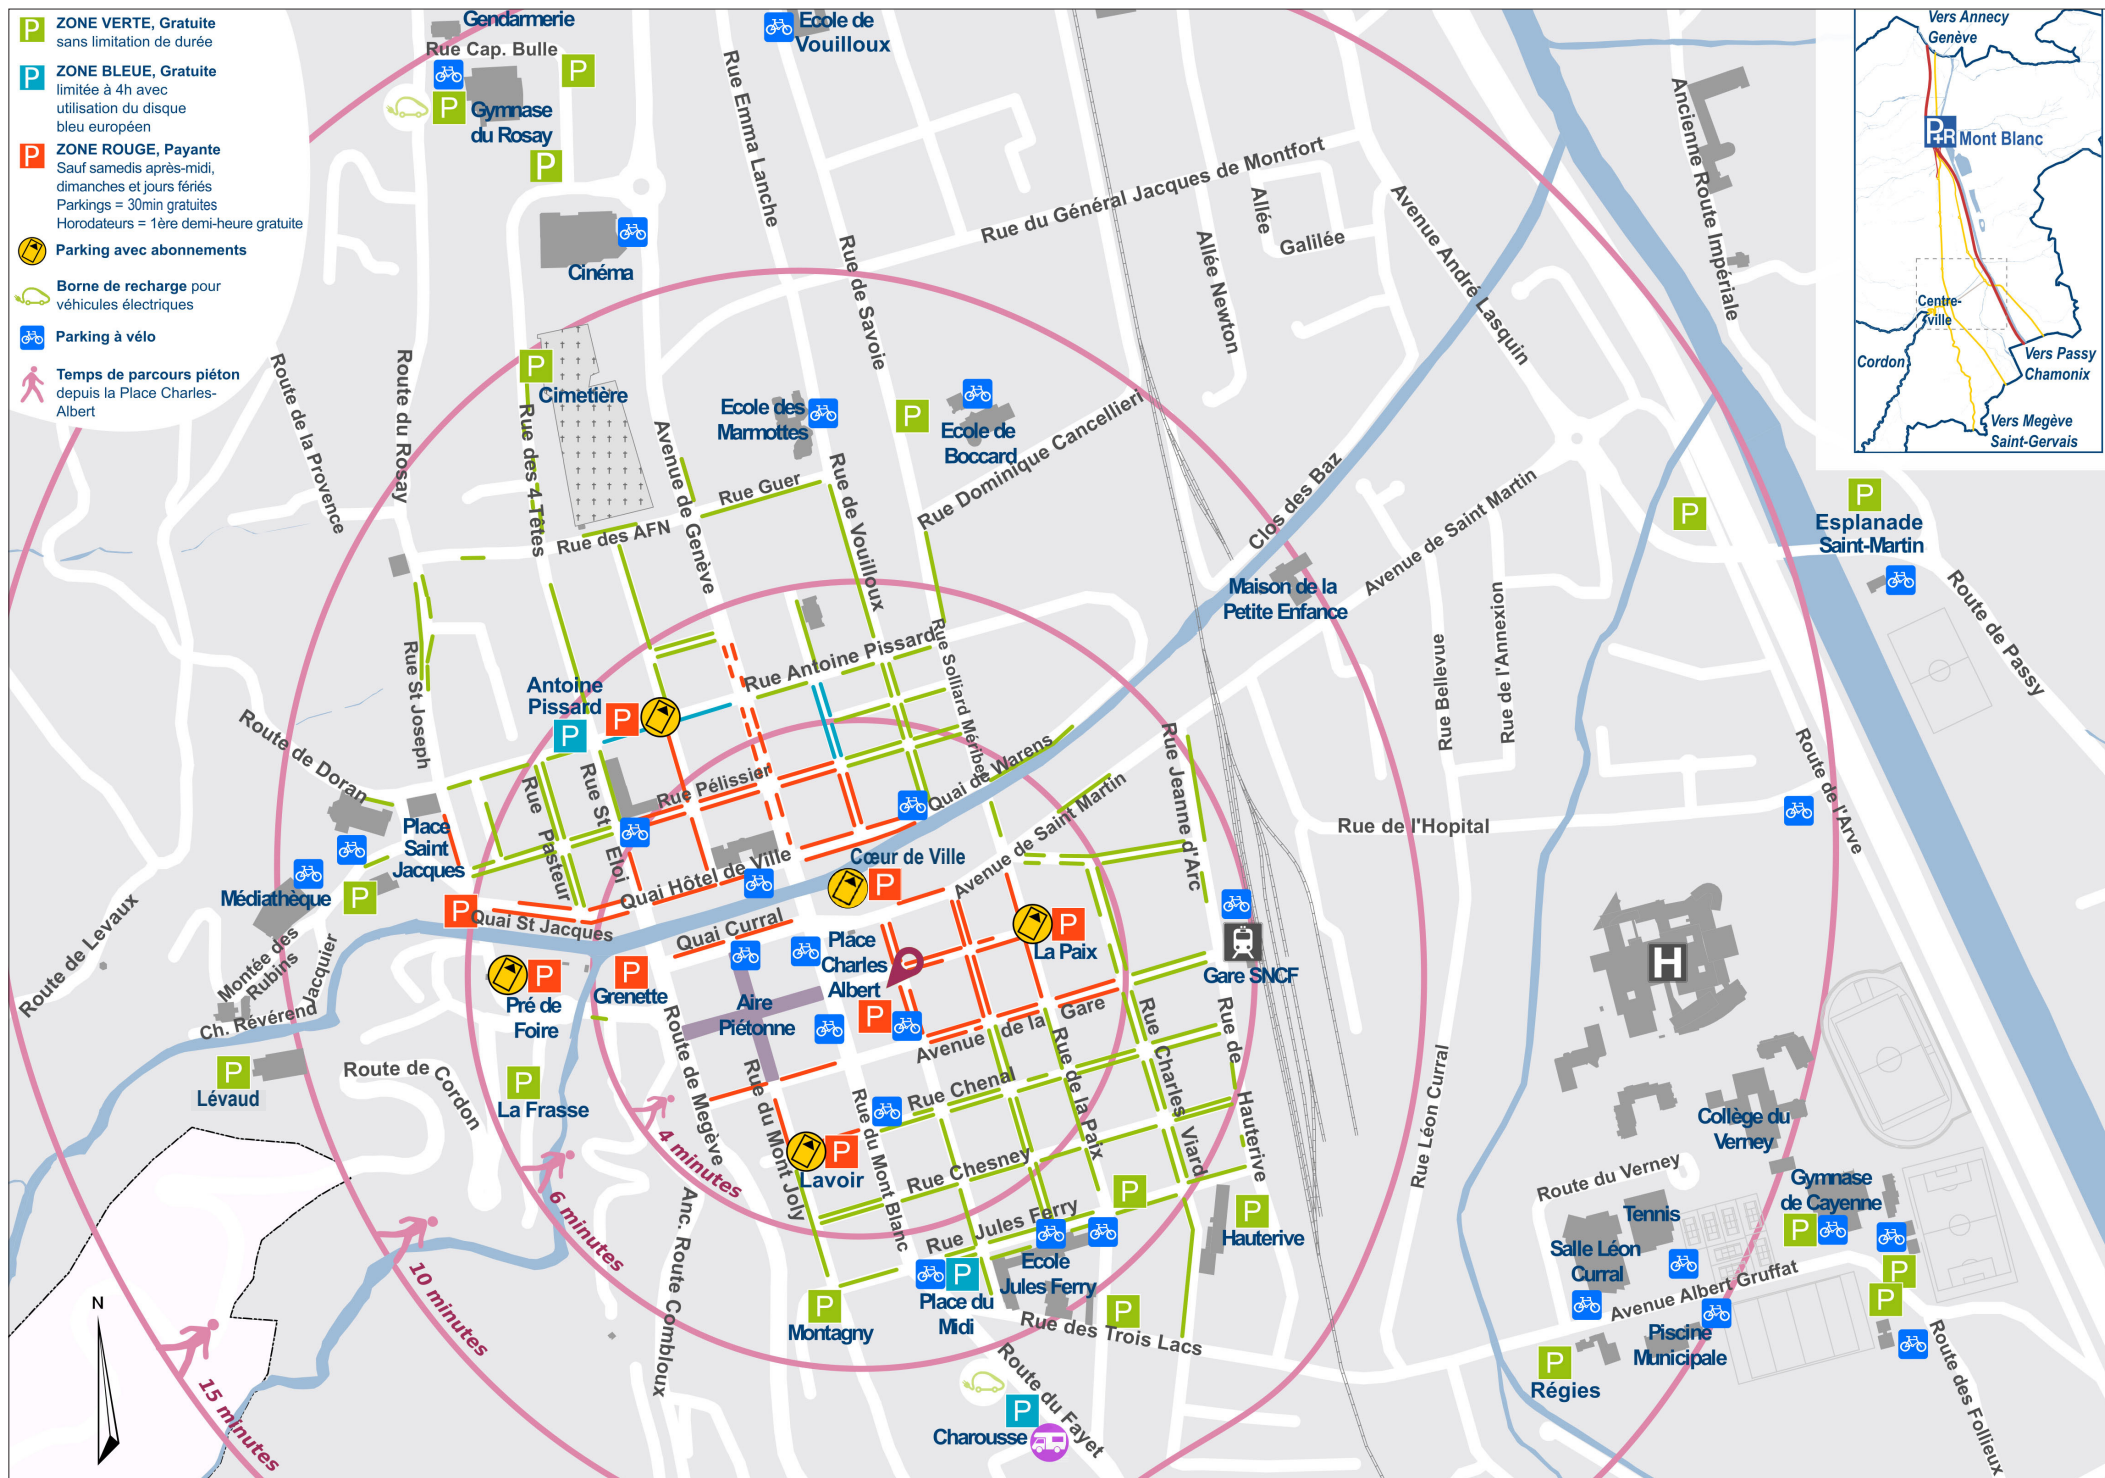 P
ZONE VERTE, Gratuite
sans limitation de durée
P
ZONE BLEUE, Gratuite
limitée à 4h avec
utilisation du disque
bleu européen
P
ZONE ROUGE, Payante
Sauf samedis après-midi,
dimanches et jours fériés
Parkings = 30min gratuites
Horodateurs = 1ère demi-heure gratuite
Parking avec abonnements
Borne de recharge pour
véhicules électriques
Parking à vélo
Temps de parcours piéton
depuis la Place Charles-
Albert
Gendarmerie
Rue Cap. Bulle
P
P
Gymnase
du Rosay
P
Ecole de
Vouilloux
Rue Emma Lanche
Cinéma
Rue du Général Jacques de Montfort
Allée
Galilée
Allée Newton
Avenue André Lasquin
Ancienne Route Impériale
Vers Annecy
Genève
P+R
Mont Blanc
Centre-
ville
Cordon
Vers Passy
Chamonix
Vers Megève
Saint-Gervais
Route de la Provence
Route du Rosay
P
Cimetière
Rue des 4 Têtes
Avenue de Genève
Rue de Savoie
Ecole des
Marmottes
P
Ecole de
Boccard
Rue Dominique Cancellieri
Rue Guer
Rue des AFN
Rue de Vouilloux
Clos des Baz
Maison de la
Petite Enfance
Avenue de Saint Martin
P
P
Esplanade
Saint-Martin
Route de Passy
Rue Bellevue
Rue de l'Annexion
Route de l'Arve
Rue St Joseph
Route de Doran
Antoine
Pissard
P
P
Rue Antoine Pissard
Rue Solliard Méribel
Rue Pélissier
Rue St Eloi
Rue Pasteur
Quai de Warens
Avenue de Saint Martin
Rue Jeanne d'Arc
Rue de l'Hopital
Place
Saint
Jacques
Médiathèque
P
P
Quai St Jacques
Quai Hôtel de Ville
Cœur de Ville
P
Quai Curral
Route de Levaux
Montée des
Rubins
Ch. Révérend Jacquier
P
Lévaud
P
Pré de
Foire
P
Grenette
Aire
Piétonne
Place
Charles
Albert
P
P
La Paix
Gare SNCF
H
Avenue de la Gare
Route de Cordon
P
La Frasse
Route de Megève
Rue du Mont Joly
Rue du Mont Blanc
Rue Chenal
Rue de la Paix
Rue Charles Viard
Rue de Hauterive
Rue Léon Curral
Collège du
Verney
Route du Verney
Tennis
Gymnase
de Cayenne
P
P
P
Salle Léon
Curral
Avenue Albert Gruffat
Piscine
Municipale
P
Régies
Route des Follieux
P
Lavoir
Rue Chesney
Rue Jules Ferry
P
P
Hauterive
Ecole
Jules Ferry
P
Place du
Midi
P
Montagny
P
Rue des Trois Lacs
Anc. Route Combloux
Route du Fayet
P
Charousse
4 minutes
6 minutes
10 minutes
15 minutes
N